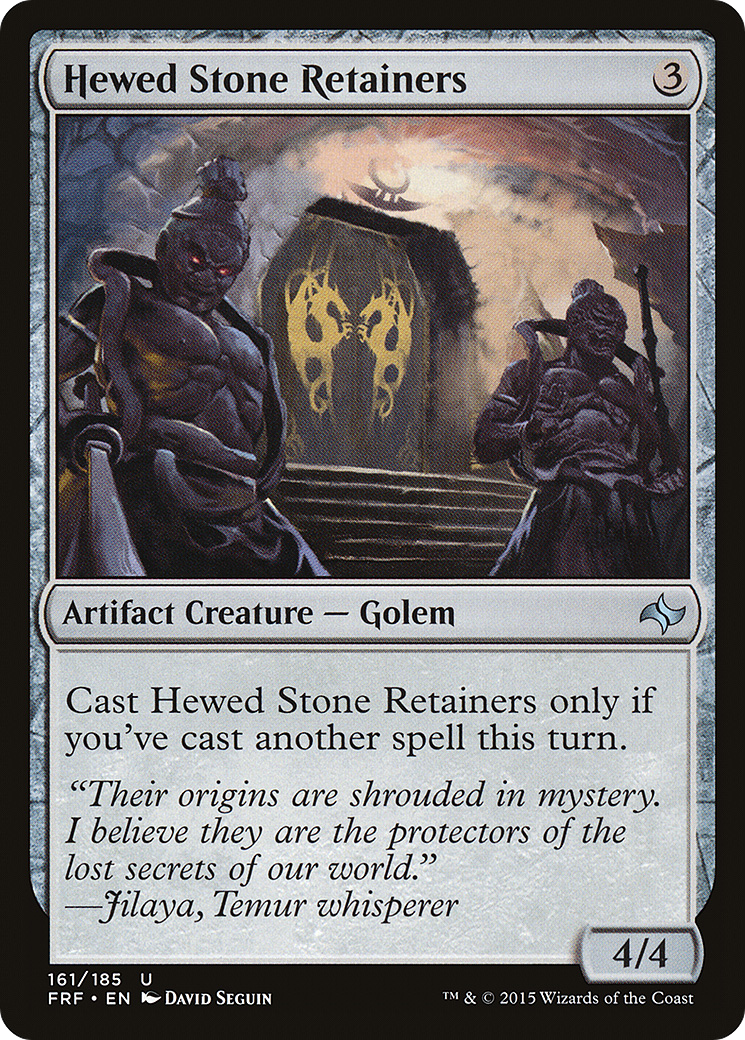 Hewed Stone Retainers
3
Artifact Creature — Golem
Cast Hewed Stone Retainers only if
you've cast another spell this turn.
“Their origins are shrouded in mystery.
I believe they are the protectors of the
lost secrets of our world.”
—Jilaya, Temur whisperer
4/4
161/185 U
FRF • EN David Seguin
™ & © 2015 Wizards of the Coast